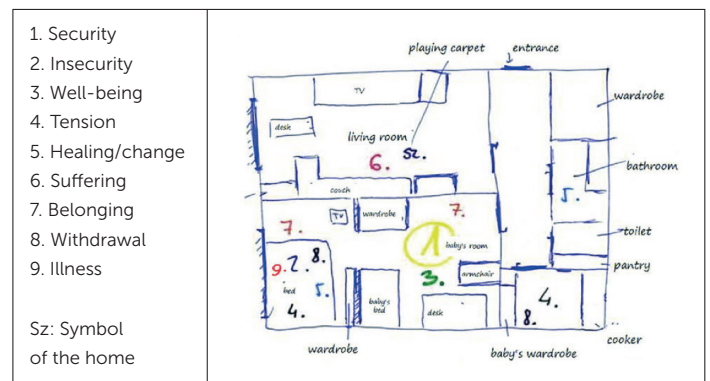 1. Security
2. Insecurity
3. Well-being
4. Tension
5. Healing/change
6. Suffering
7. Belonging
8. Withdrawal
9. Illness
Sz: Symbol
of the home
playing carpet
entrance
TV
wardrobe
desk
living room
6.
Sz.
bathroom
5.
couch
TV
wardrobe
7.
7.
1
baby's room
toilet
9.
2.
8.
3.
armchair
pantry
bed
5.
4.
baby's
bed
desk
4.
8.
wardrobe
baby's wardrobe
cooker